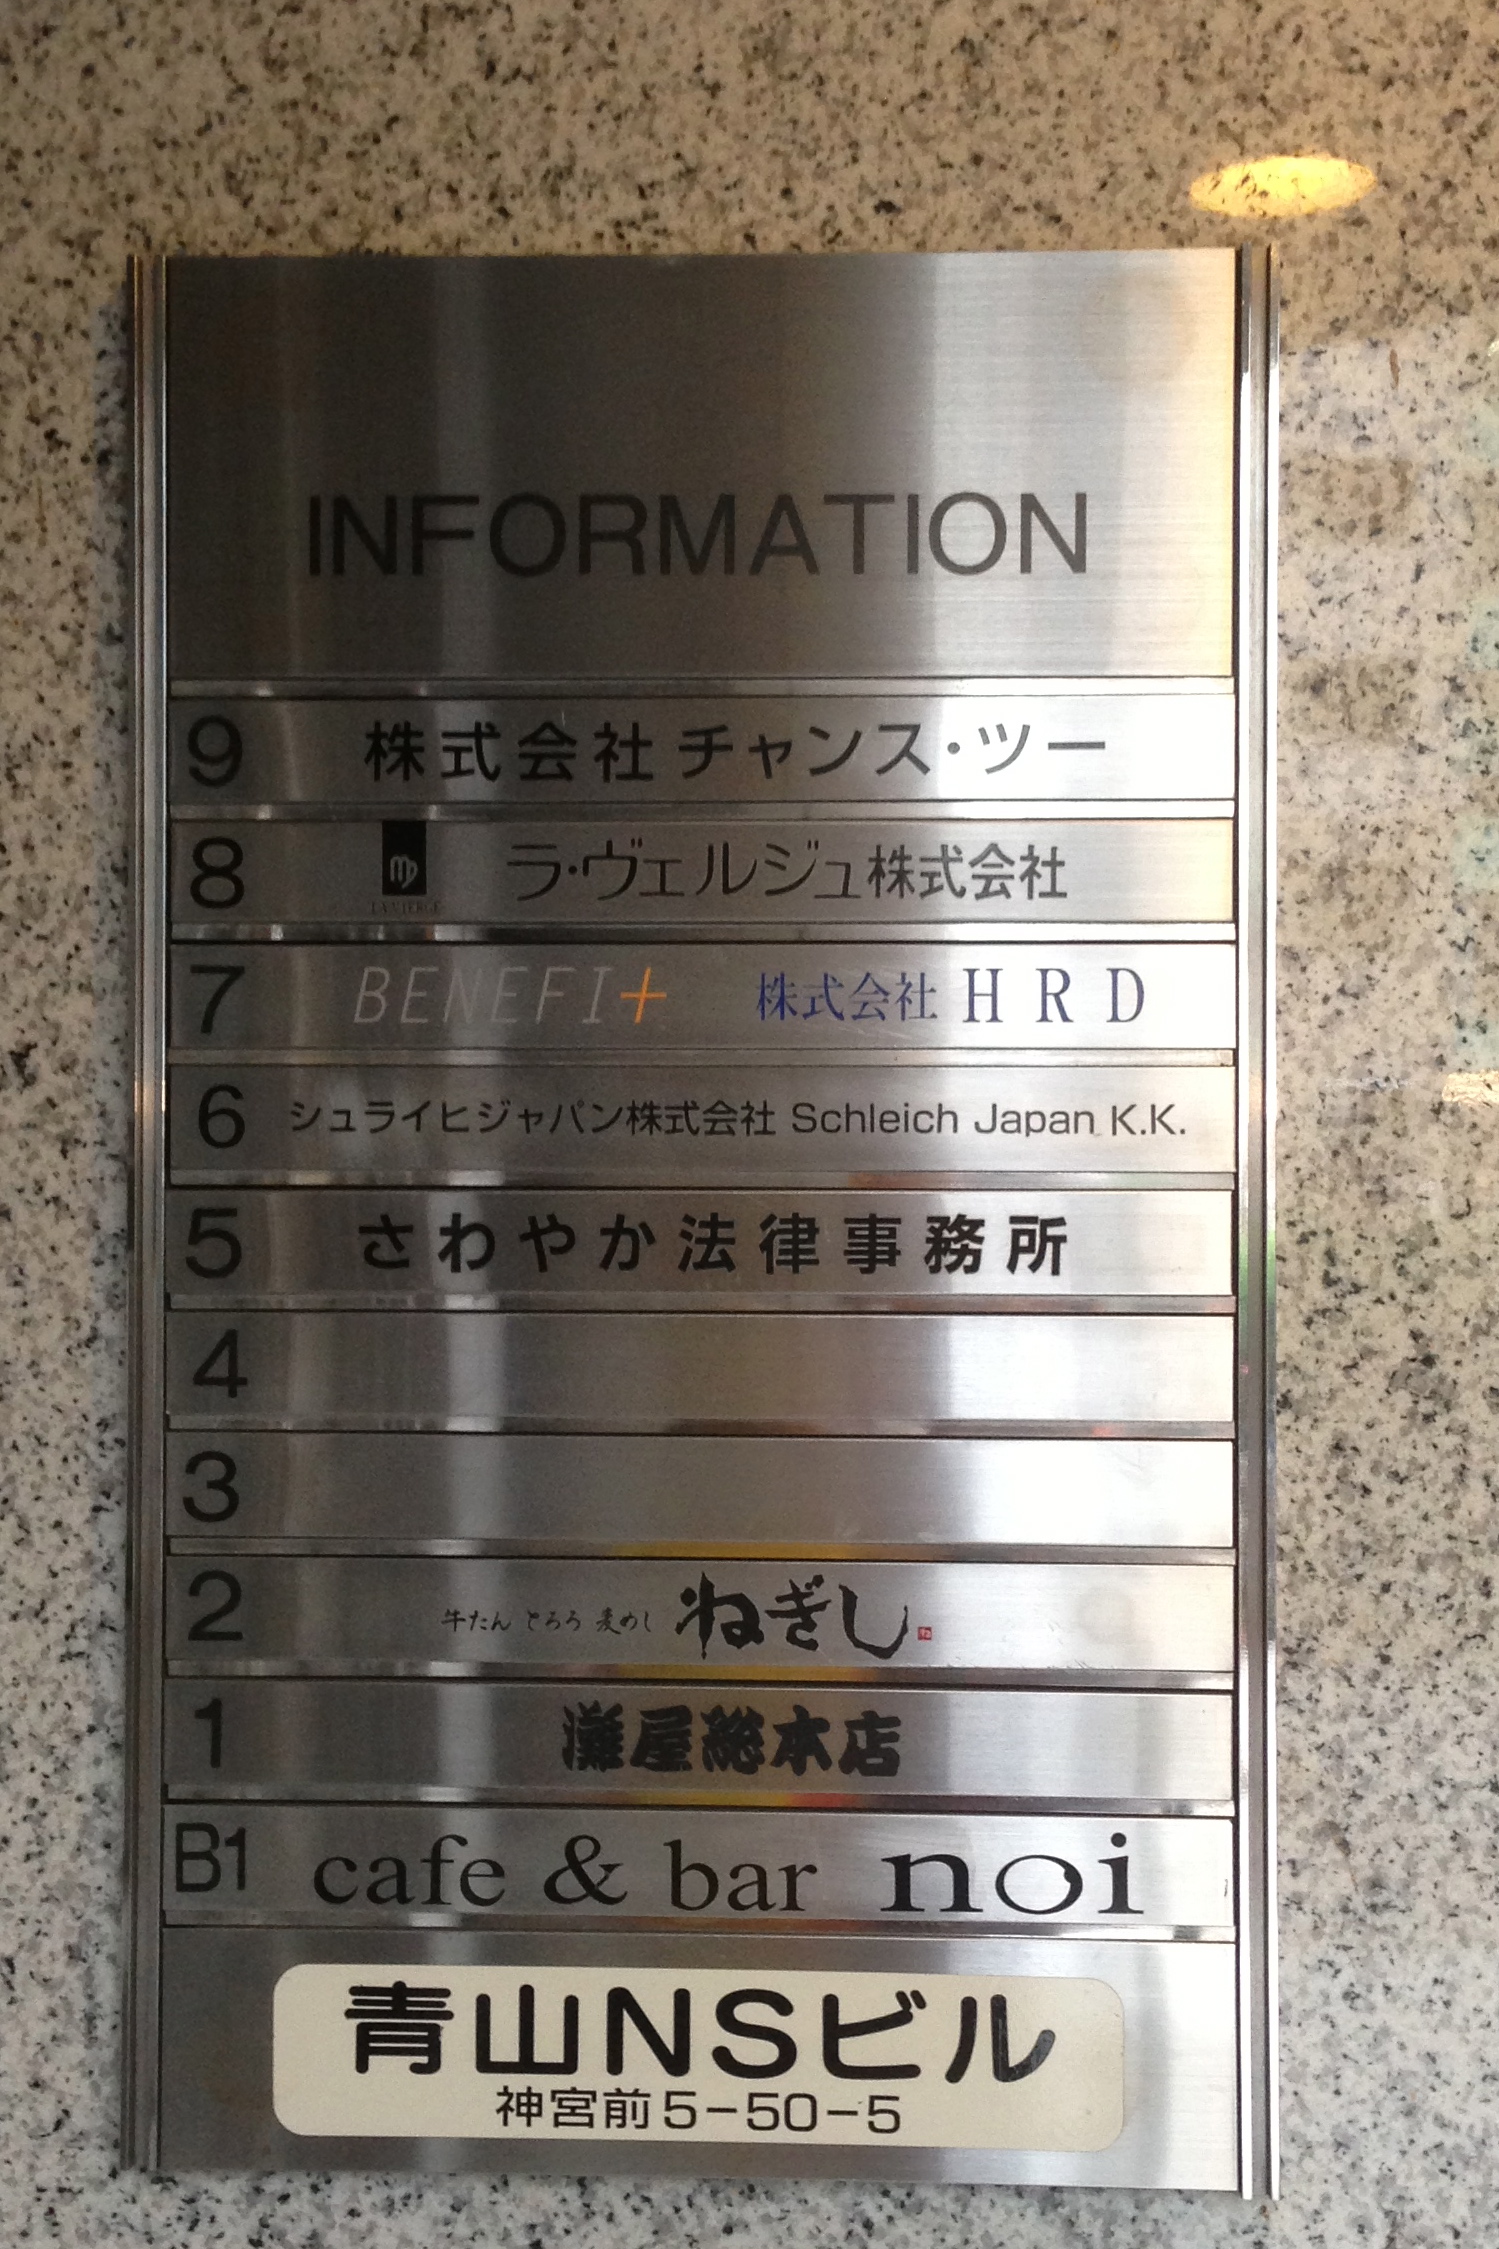 INFORMATION
9 株式会社チャンス・ツー
8 LA VIERGE ラ・ヴェルジュ株式会社
7 BENEFI+ 株式会社HRD
6 シュライヒジャパン株式会社 Schleich Japan K.K.
5 さわやか法律事務所
4
3
2 牛たん とろろ 麦めし ねぎし
1 灘屋総本店
B1 cafe & bar noi
青山NSビル
神宮前5-50-5